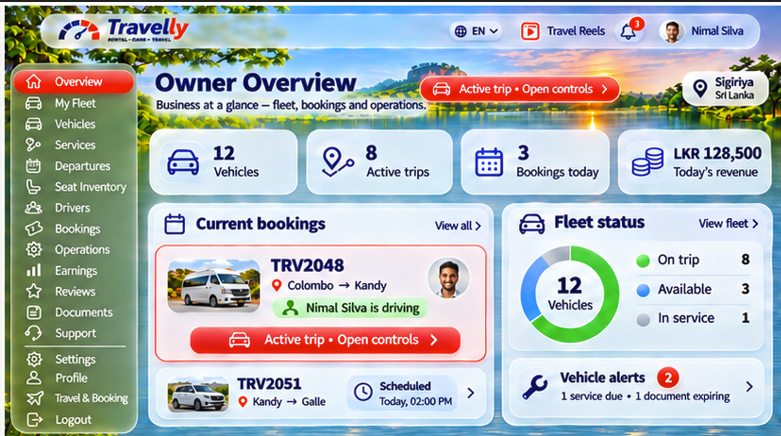 Travelly
RENTAL • CABS • TRAVEL
EN
Travel Reels
3
Nimal Silva
Overview
My Fleet
Vehicles
Services
Departures
Seat Inventory
Drivers
Bookings
Operations
Earnings
Reviews
Documents
Support
Settings
Profile
Travel & Booking
Logout
Owner Overview
Business at a glance — fleet, bookings and operations.
Active trip • Open controls
Sigiriya
Sri Lanka
12
Vehicles
8
Active trips
3
Bookings today
LKR 128,500
Today's revenue
Current bookings
View all
TRV2048
Colombo → Kandy
Nimal Silva is driving
Active trip • Open controls
TRV2051
Kandy → Galle
Scheduled
Today, 02:00 PM
Fleet status
View fleet
12
Vehicles
On trip 8
Available 3
In service 1
Vehicle alerts 2
1 service due • 1 document expiring